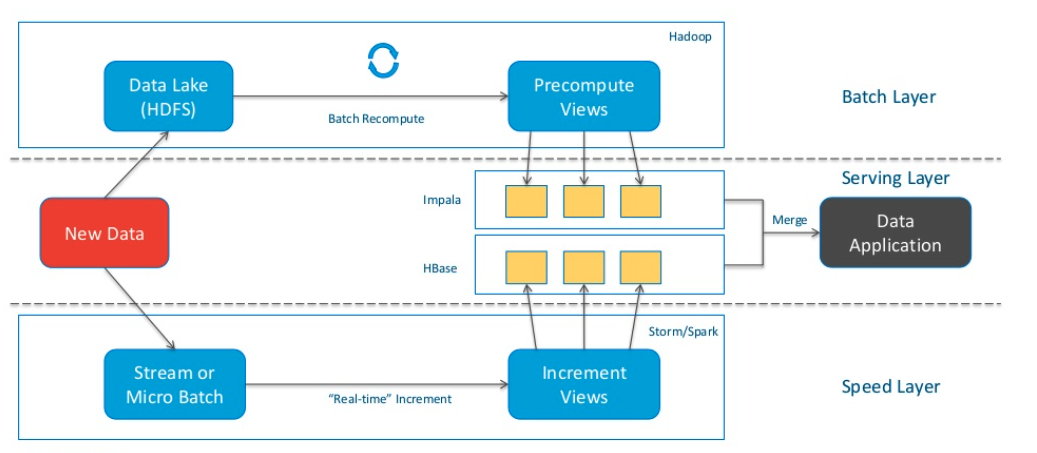 Hadoop
Data Lake
(HDFS)
Batch Recompute
Precompute
Views
Batch Layer
Serving Layer
New Data
Impala
HBase
Merge
Data
Application
Storm/Spark
Stream or
Micro Batch
“Real-time” Increment
Increment
Views
Speed Layer